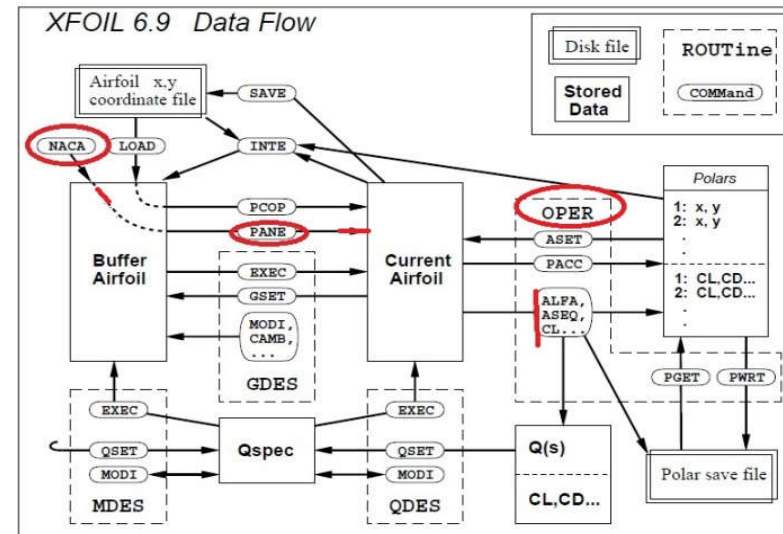 XFOIL 6.9 Data Flow
Disk file
ROUTine
Stored
Data
COMMand
Airfoil x,y
coordinate file
SAVE
NACA
LOAD
INTE
Polars
1: x, y
2: x, y
.
.
1: CL,CD...
2: CL,CD...
.
.
OPER
PCOP
ASET
PANE
PACC
Buffer
Airfoil
Current
Airfoil
EXEC
GSET
ALFA,
ASEQ,
CL...
MODI,
CAMB,
...
GDES
PGET
PWRT
EXEC
EXEC
QSET
Qspec
QSET
Q(s)
MODI
MODI
CL,CD...
MDES
QDES
Polar save file